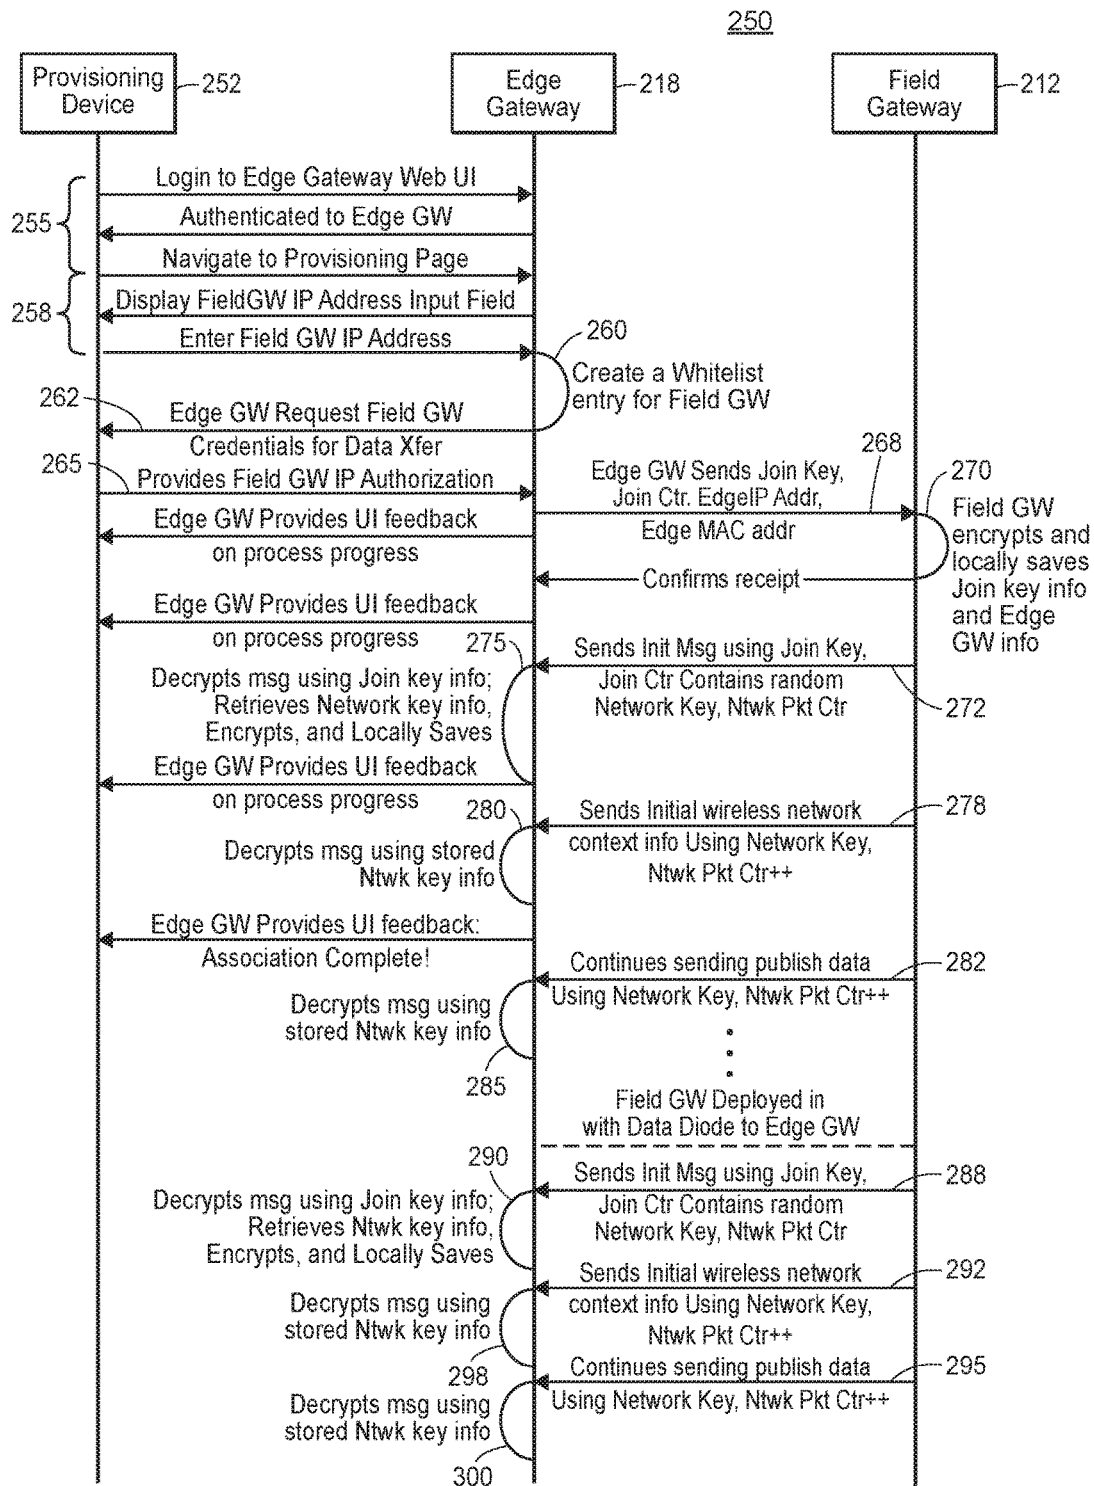 250
Provisioning
Device
252
Edge
Gateway
218
Field
Gateway
212
Login to Edge Gateway Web UI
255
Authenticated to Edge GW
Navigate to Provisioning Page
258
Display FieldGW IP Address Input Field
Enter Field GW IP Address
260
Create a Whitelist
entry for Field GW
262
Edge GW Request Field GW
Credentials for Data Xfer
265
Provides Field GW IP Authorization
Edge GW Sends Join Key,
Join Ctr. EdgeIP Addr,
Edge MAC addr
268
270
Field GW
encrypts and
locally saves
Join key info
and Edge
GW info
Edge GW Provides UI feedback
on process progress
Confirms receipt
Edge GW Provides UI feedback
on process progress
275
Sends Init Msg using Join Key,
Join Ctr Contains random
Network Key, Ntwk Pkt Ctr
272
Decrypts msg using Join key info;
Retrieves Network key info,
Encrypts, and Locally Saves
Edge GW Provides UI feedback
on process progress
280
Sends Initial wireless network
context info Using Network Key,
Ntwk Pkt Ctr++
278
Decrypts msg using stored
Ntwk key info
Edge GW Provides UI feedback:
Association Complete!
Continues sending publish data
Using Network Key, Ntwk Pkt Ctr++
282
Decrypts msg using
stored Ntwk key info
285
Field GW Deployed in
with Data Diode to Edge GW
290
Sends Init Msg using Join Key,
Join Ctr Contains random
Network Key, Ntwk Pkt Ctr
288
Decrypts msg using Join key info;
Retrieves Ntwk key info,
Encrypts, and Locally Saves
Sends Initial wireless network
context info Using Network Key,
Ntwk Pkt Ctr++
292
Decrypts msg using
stored Ntwk key info
298
Continues sending publish data
Using Network Key, Ntwk Pkt Ctr++
295
Decrypts msg using
stored Ntwk key info
300